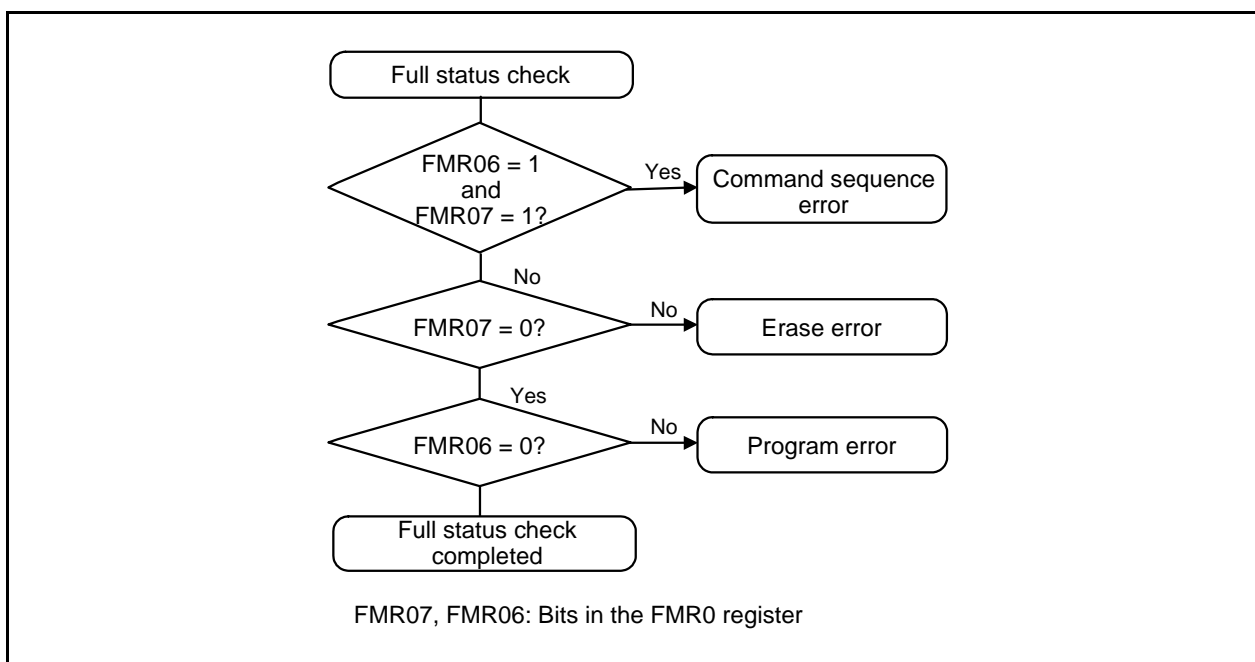 Full status check
FMR06 = 1
and
FMR07 = 1?
Yes
Command sequence
error
No
FMR07 = 0?
No
Erase error
Yes
FMR06 = 0?
No
Program error
Full status check
completed
FMR07, FMR06: Bits in the FMR0 register